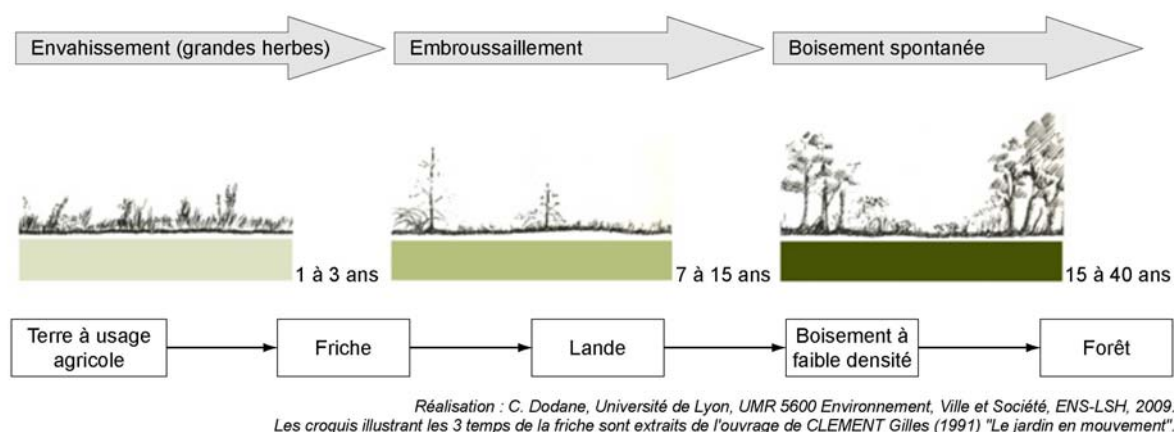 Envahissement (grandes herbes)
Embroussaillement
Boisement spontanée
1 à 3 ans
7 à 15 ans
15 à 40 ans
Terre à usage
agricole
Friche
Lande
Boisement à
faible densité
Forêt
Réalisation : C. Dodane, Université de Lyon, UMR 5600 Environnement, Ville et Société, ENS-LSH, 2009.
Les croquis illustrant les 3 temps de la friche sont extraits de l'ouvrage de CLEMENT Gilles (1991) "Le jardin en mouvement".